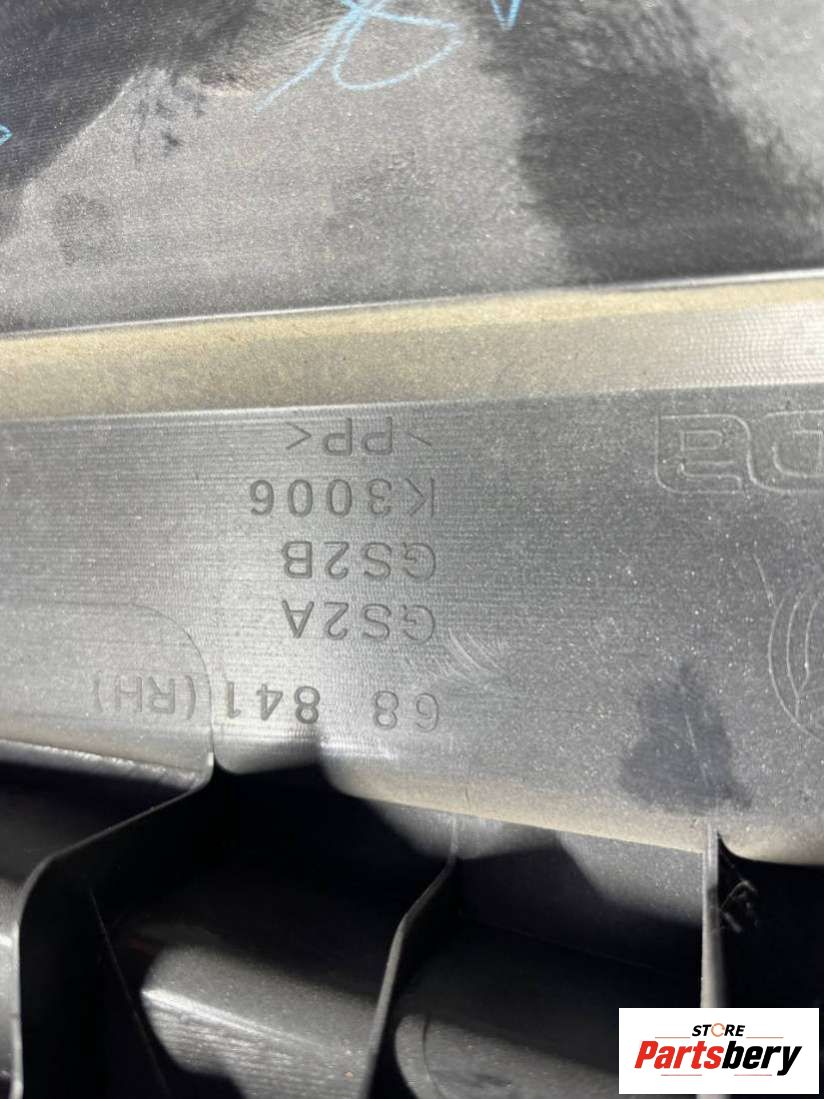 68 841(RH)
GS2A
GS2B
K3006
>PP<
STORE
Partsbery